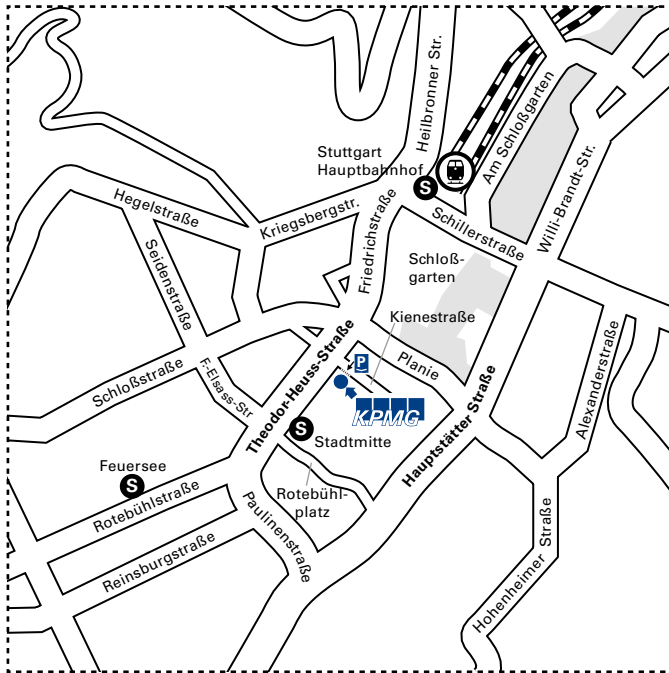 Heilbronner Str.
Stuttgart
Hauptbahnhof
S
Am Schloßgarten
Willi-Brandt-Str.
Hegelstraße
Kriegsbergstr.
Friedrichstraße
Schillerstraße
Seidenstraße
Schloß-
garten
Kienestraße
Theodor-Heuss-Straße
P
Planie
Schloßstraße
F.-Elsass-Str
KPMG
Hauptstätter Straße
Alexanderstraße
S
Stadtmitte
Feuersee
S
Rotebühl-
platz
Rotebühlstraße
Paulinenstraße
Reinsburgstraße
Hohenheimer Straße